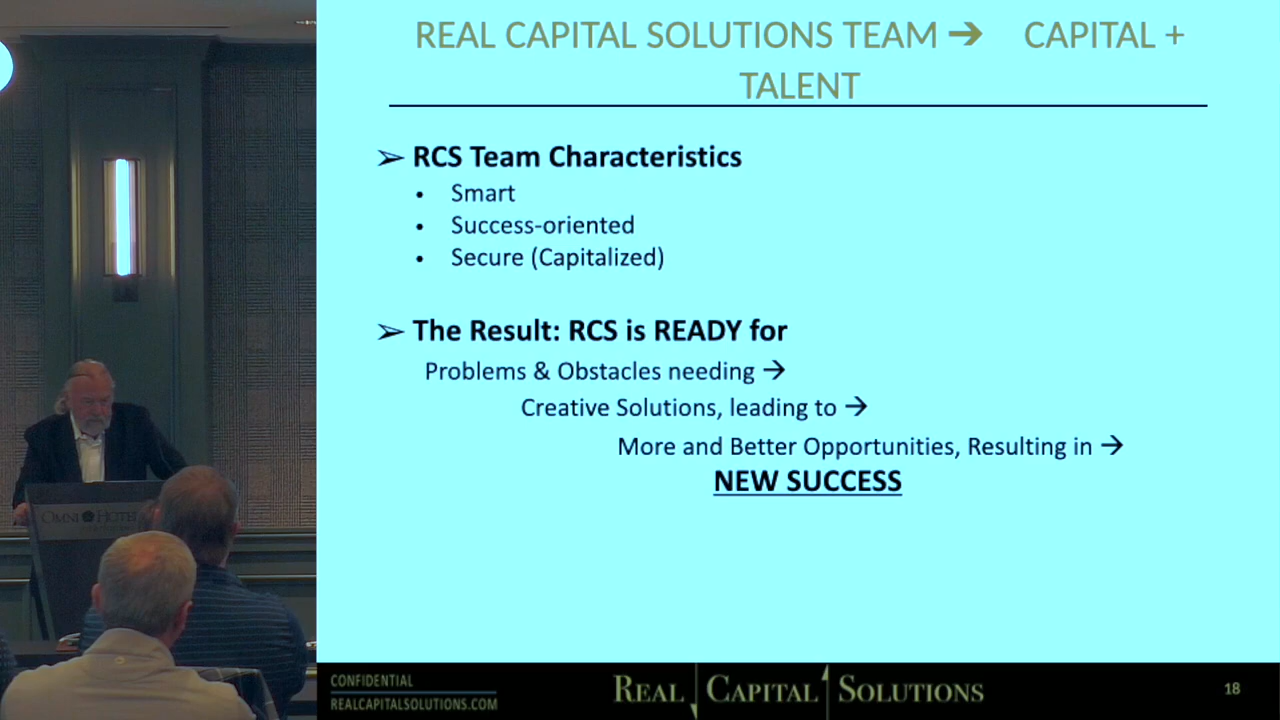 REAL CAPITAL SOLUTIONS TEAM ➔ CAPITAL +
TALENT
➢ RCS Team Characteristics
• Smart
• Success-oriented
• Secure (Capitalized)
➢ The Result: RCS is READY for
Problems & Obstacles needing →
Creative Solutions, leading to →
More and Better Opportunities, Resulting in →
NEW SUCCESS
OMNI HOTEL
CONFIDENTIAL
REALCAPITALSOLUTIONS.COM
REAL CAPITAL SOLUTIONS
18